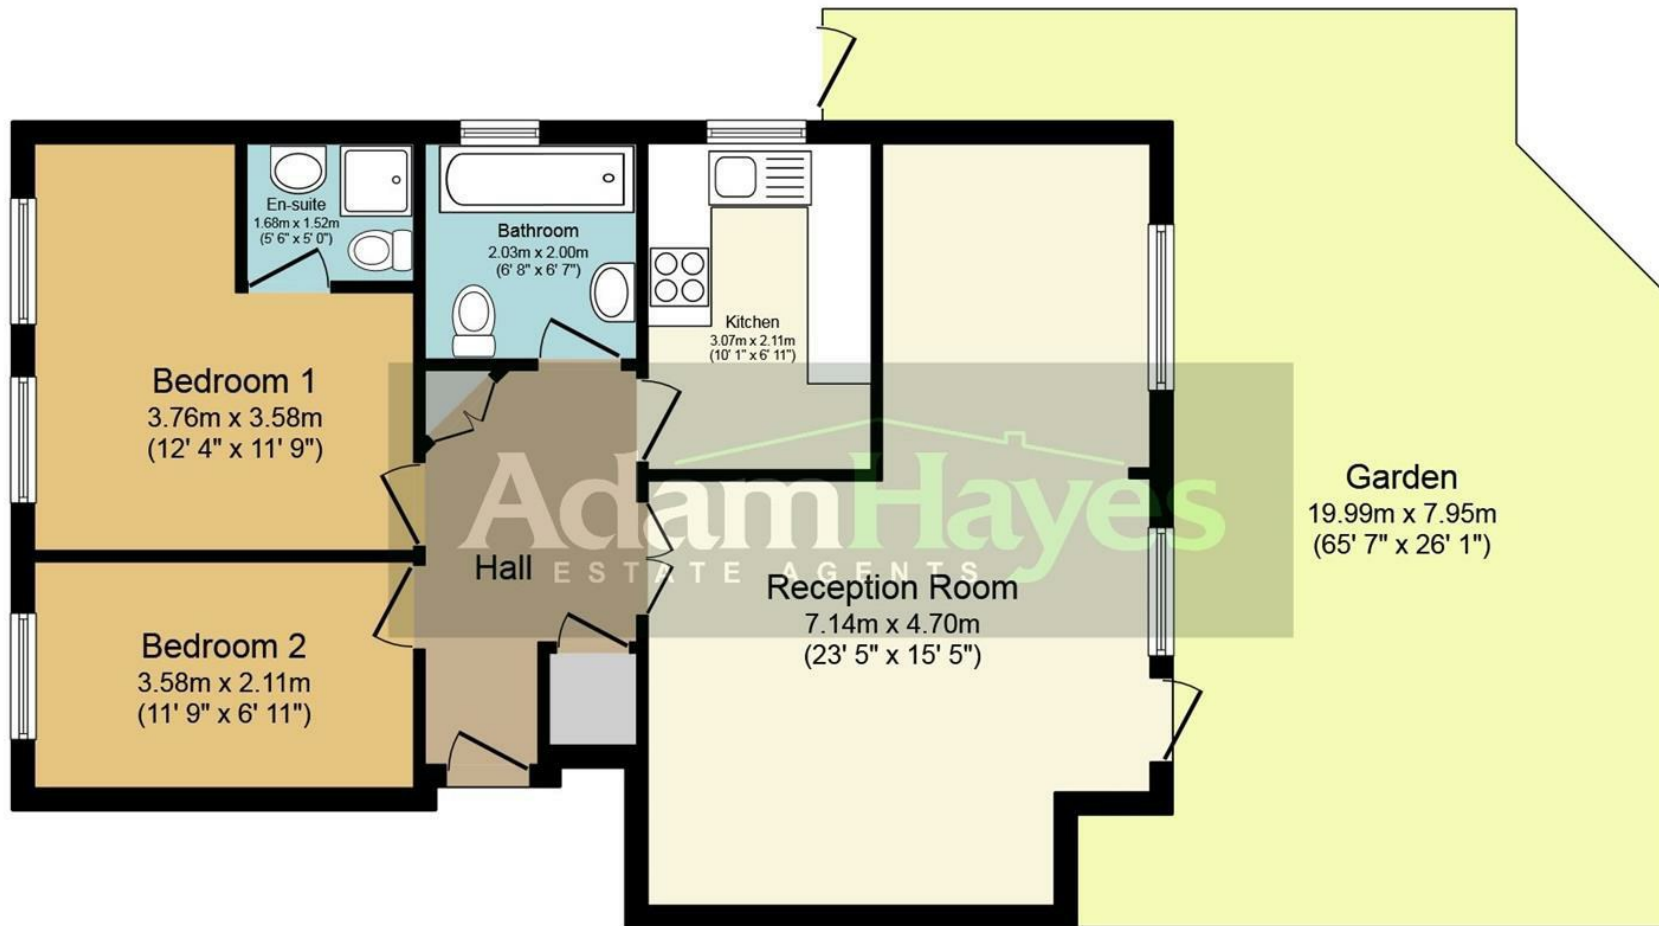 En-suite
1.68m x 1.52m
(5' 6" x 5' 0")
Bathroom
2.03m x 2.00m
(6' 8" x 6' 7")
Kitchen
3.07m x 2.11m
(10' 1" x 6' 11")
Bedroom 1
3.76m x 3.58m
(12' 4" x 11' 9")
AdamHayes
ESTATE AGENTS
Hall
Reception Room
7.14m x 4.70m
(23' 5" x 15' 5")
Garden
19.99m x 7.95m
(65' 7" x 26' 1")
Bedroom 2
3.58m x 2.11m
(11' 9" x 6' 11")